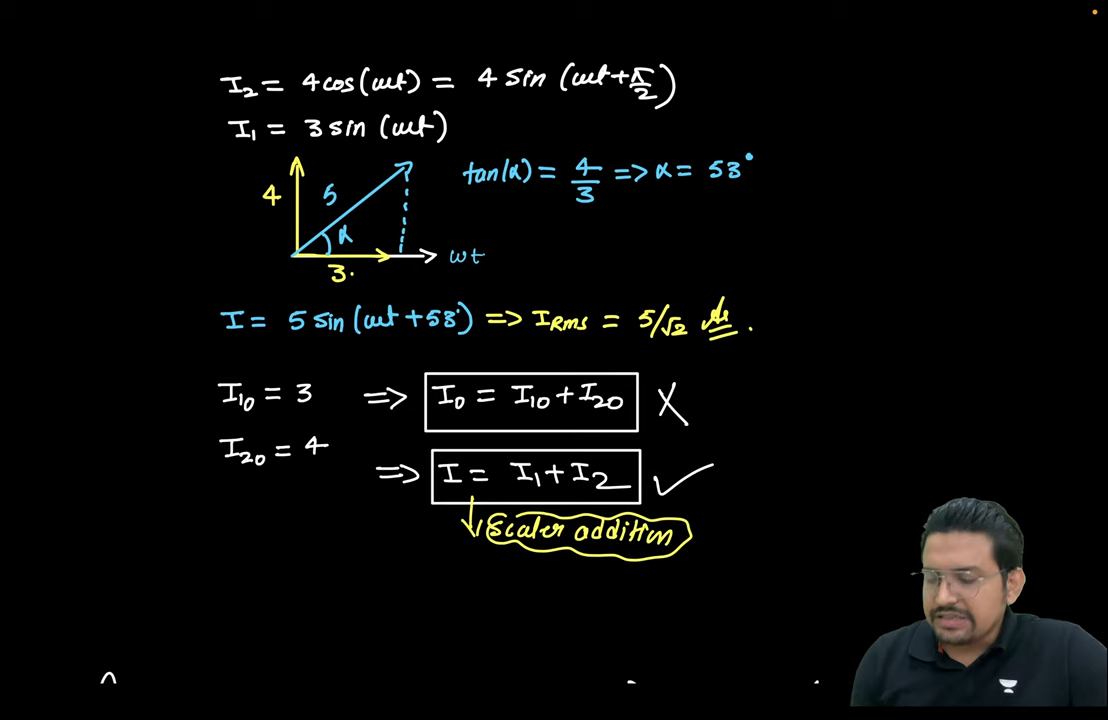 I₂ = 4cos(ωt) = 4 sin (ωt+π/2)
I₁ = 3 sin (ωt)
tan(α) = 4/3 => α = 53°
4
5
α
3.
ωt
I = 5 sin(ωt+53°) => I_RMS = 5/√2 A.
I₁₀ = 3 => I₀ = I₁₀+I₂₀ X
I₂₀ = 4
=> I = I₁+I₂ ✓
Scaler addition